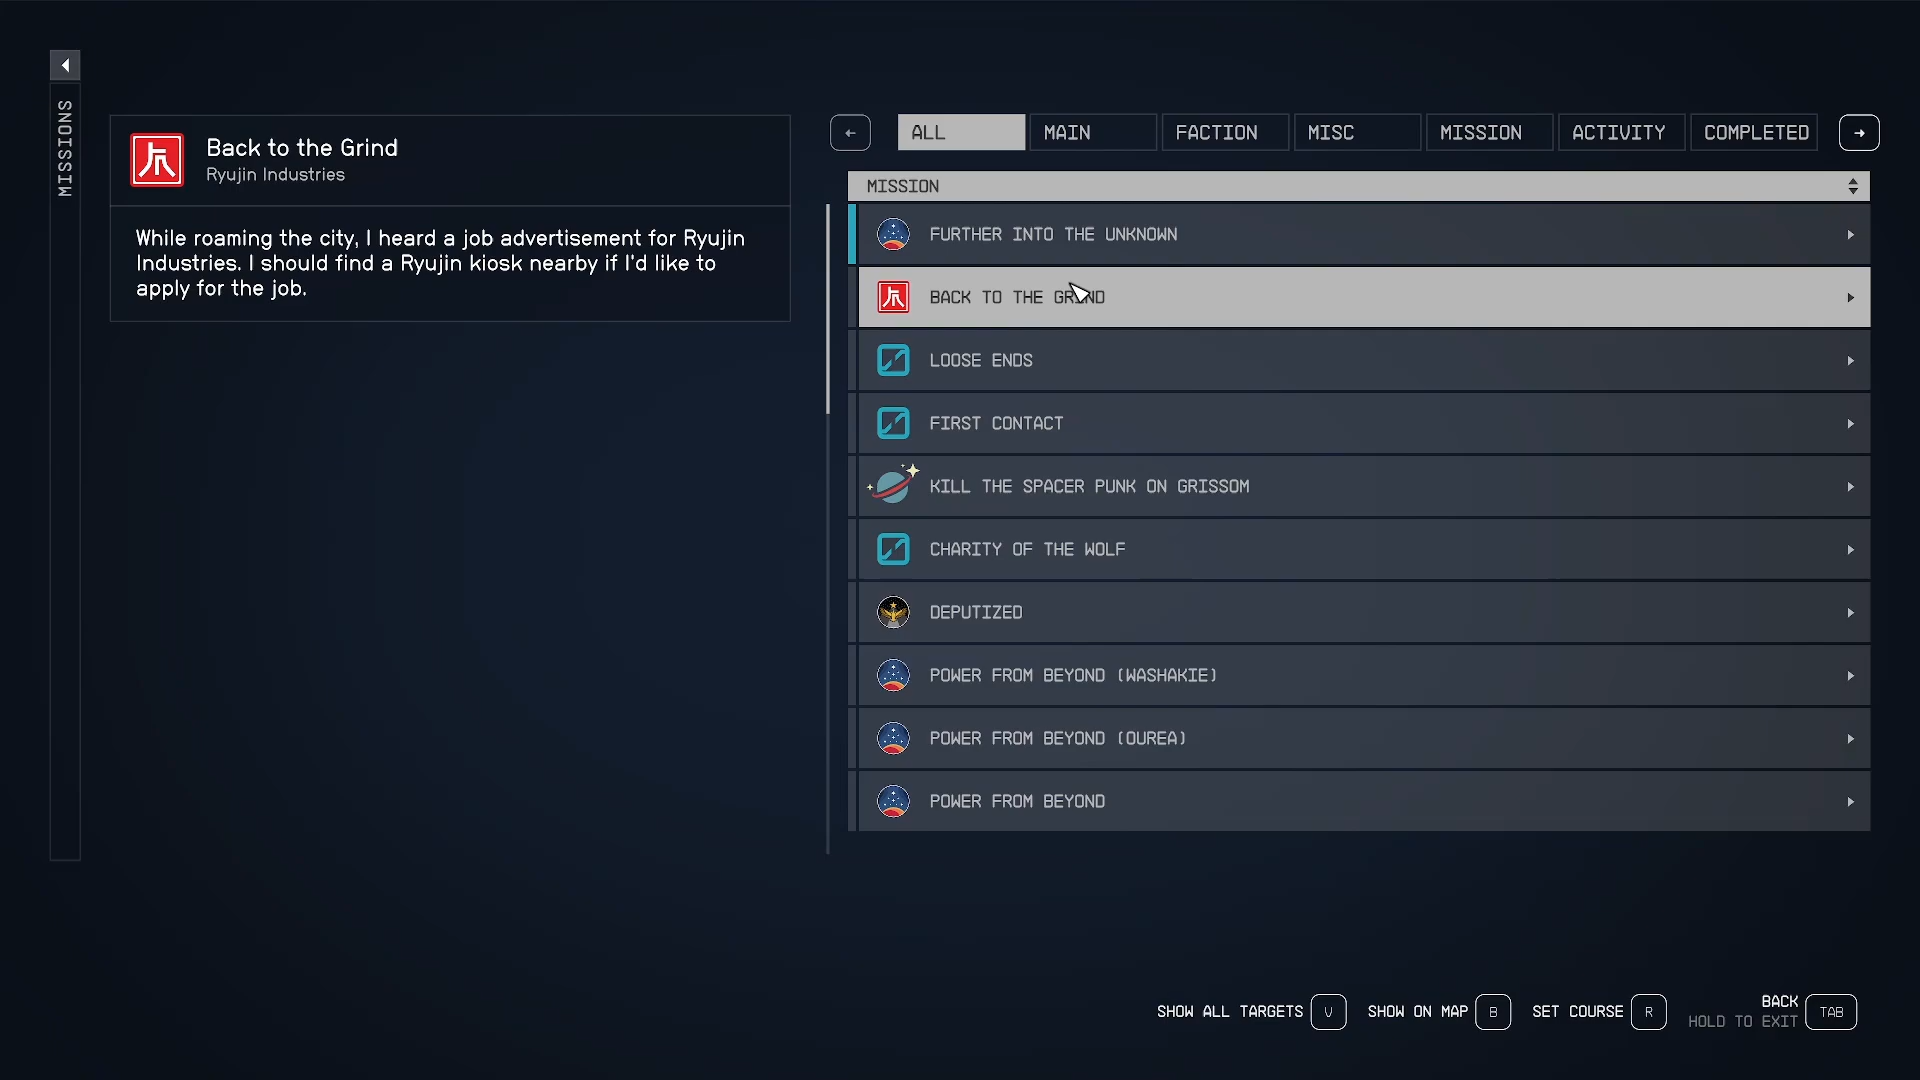 MISSIONS
Back to the Grind
Ryujin Industries
While roaming the city, I heard a job advertisement for Ryujin
Industries. I should find a Ryujin kiosk nearby if I'd like to
apply for the job.
ALL MAIN FACTION MISC MISSION ACTIVITY COMPLETED
MISSION
FURTHER INTO THE UNKNOWN
BACK TO THE GRIND
LOOSE ENDS
FIRST CONTACT
KILL THE SPACER PUNK ON GRISSOM
CHARITY OF THE WOLF
DEPUTIZED
POWER FROM BEYOND (WASHAKIE)
POWER FROM BEYOND (OUREA)
POWER FROM BEYOND
SHOW ALL TARGETS V SHOW ON MAP B SET COURSE R BACK TAB
HOLD TO EXIT